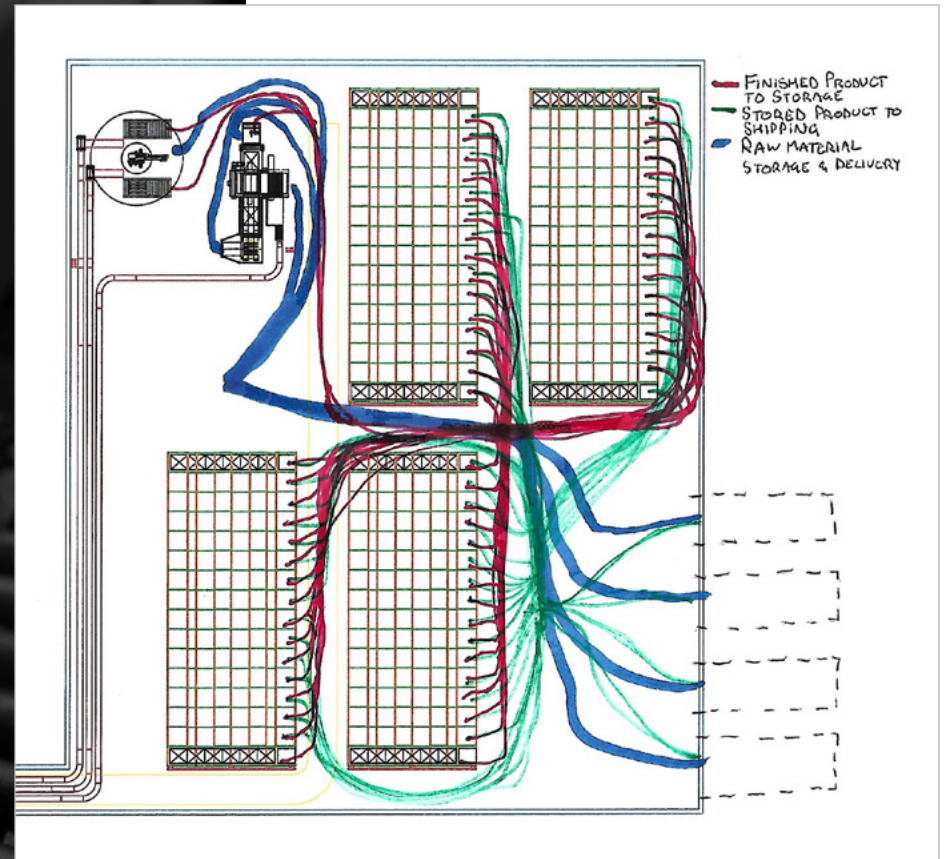 FINISHED PRODUCT
TO STORAGE
STORED PRODUCT TO
SHIPPING
RAW MATERIAL
STORAGE & DELIVERY